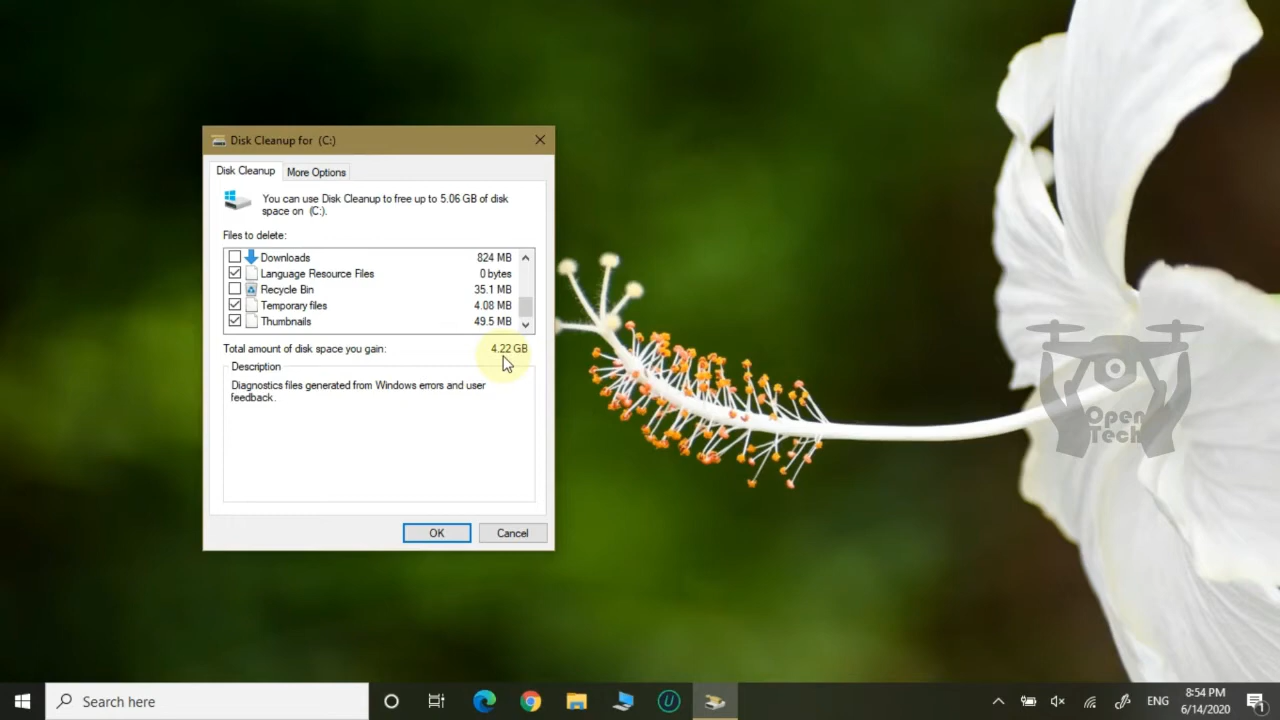 Disk Cleanup for  (C:)
Disk Cleanup
More Options
You can use Disk Cleanup to free up to 5.06 GB of disk
space on  (C:).
Files to delete:
Downloads 824 MB
Language Resource Files 0 bytes
Recycle Bin 35.1 MB
Temporary files 4.08 MB
Thumbnails 49.5 MB
Total amount of disk space you gain: 4.22 GB
Description
Diagnostics files generated from Windows errors and user
feedback.
OK
Cancel
Open
Tech
Search here
ENG
8:54 PM
6/14/2020
1